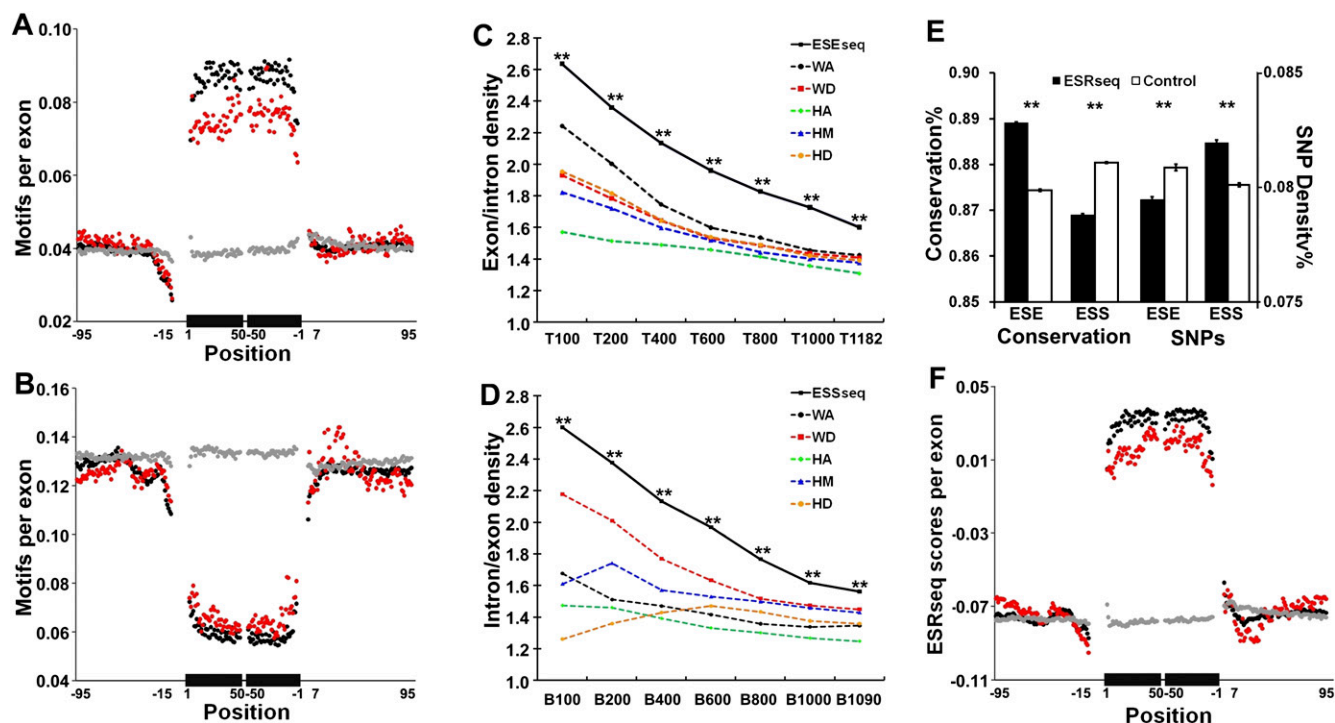 A
Motifs per exon
0.10
0.08
0.06
0.04
0.02
-95 -15 1 50 -50 -1 7 95
Position
B
Motifs per exon
0.16
0.14
0.12
0.10
0.08
0.06
0.04
-95 -15 1 50 -50 -1 7 95
Position
C
Exon/intron density
2.8
2.6
2.4
2.2
2.0
1.8
1.6
1.4
1.2
1.0
** ** ** ** ** ** **
ESEseq
WA
WD
HA
HM
HD
T100 T200 T400 T600 T800 T1000 T1182
D
Intron/exon density
2.8
2.6
2.4
2.2
2.0
1.8
1.6
1.4
1.2
1.0
** ** ** ** ** ** **
ESSseq
WA
WD
HA
HM
HD
B100 B200 B400 B600 B800 B1000 B1090
E
Conservation%
0.90
0.89
0.88
0.87
0.86
0.85
ESRseq Control
** ** ** **
0.085
0.080
0.075
SNP Density%
ESE ESS ESE ESS
Conservation SNPs
F
ESRseq scores per exon
0.05
0.01
-0.03
-0.07
-0.11
-95 -15 1 50 -50 -1 7 95
Position